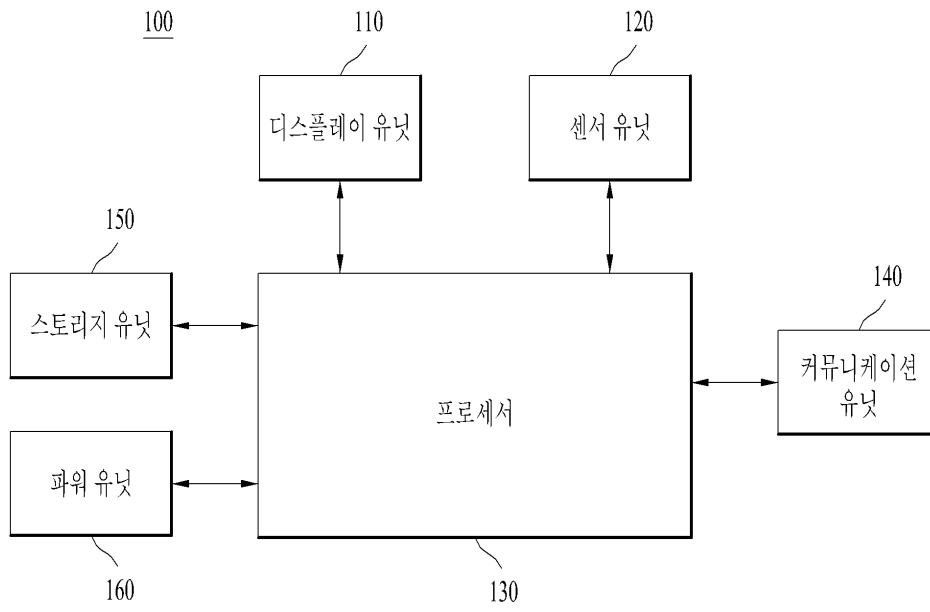 100
110
120
디스플레이 유닛
센서 유닛
150
140
스토리지 유닛
커뮤니케이션
유닛
프로세서
파워 유닛
160
130